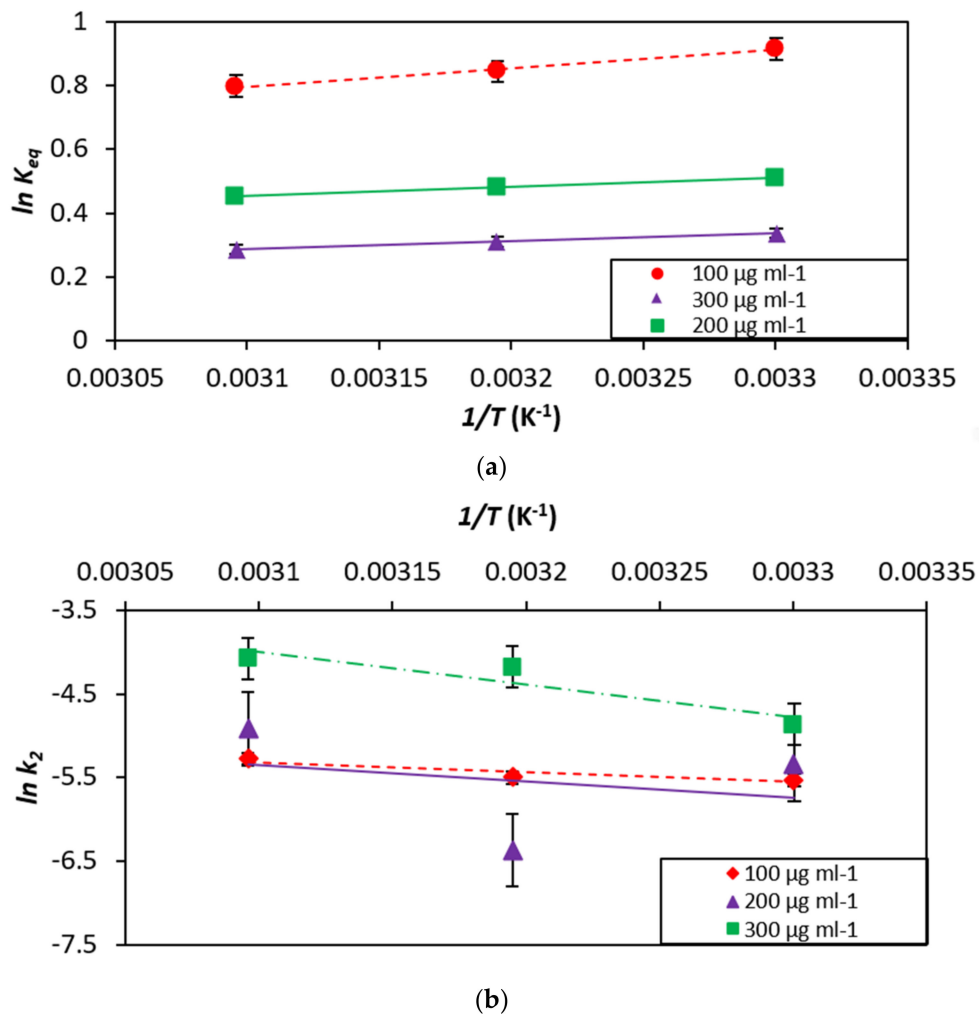 1
0.8
0.6
0.4
0.2
0
ln Keq
100 µg ml-1
300 µg ml-1
200 µg ml-1
0.00305 0.0031 0.00315 0.0032 0.00325 0.0033 0.00335
1/T (K-1)
(a)
1/T (K-1)
0.00305 0.0031 0.00315 0.0032 0.00325 0.0033 0.00335
-3.5
-4.5
-5.5
-6.5
-7.5
ln k2
100 µg ml-1
200 µg ml-1
300 µg ml-1
(b)